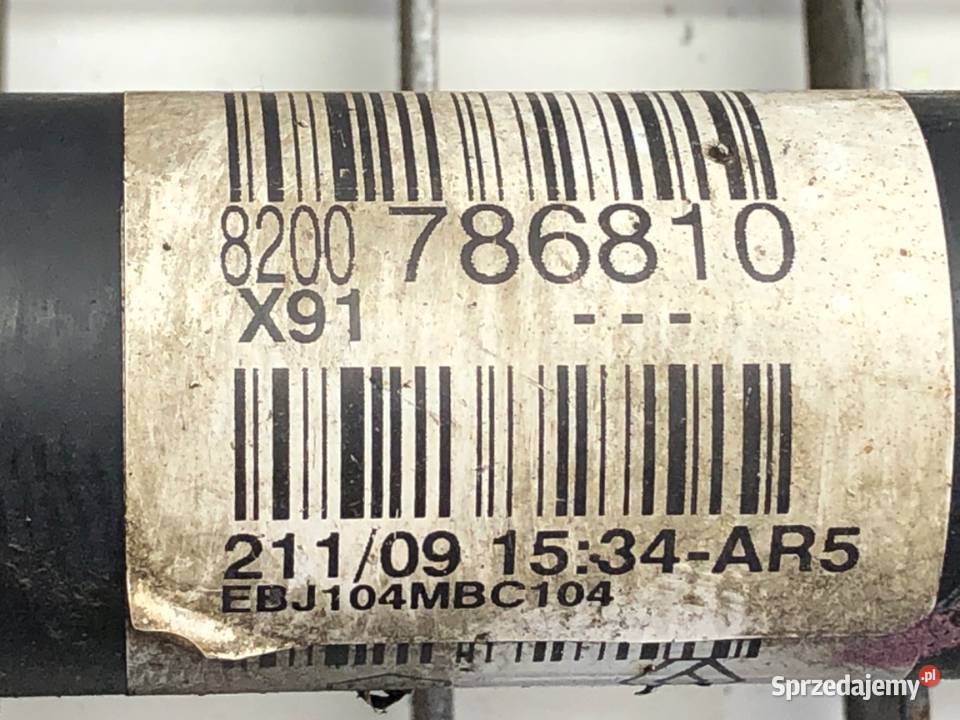 8200 786810
X91 ---
211/09 15:34-AR5
EBJ104MBC104
Sprzedajemy.pl